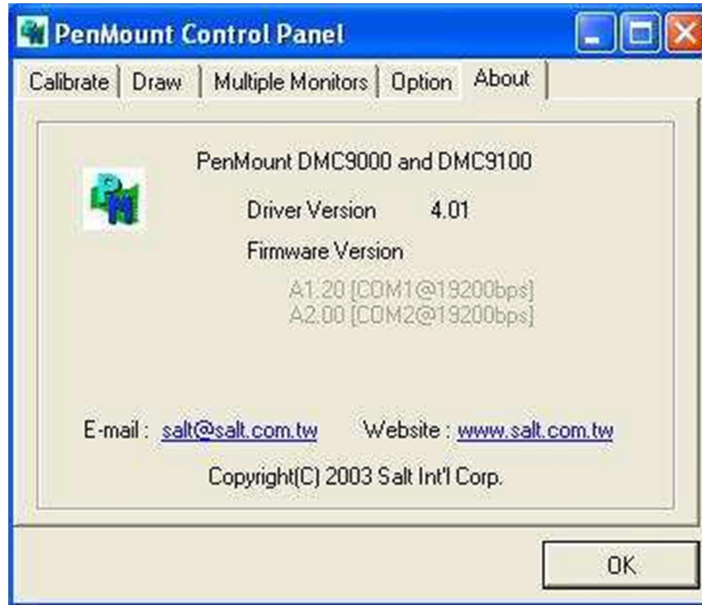 PenMount Control Panel
Calibrate Draw Multiple Monitors Option About
PenMount DMC9000 and DMC9100
Driver Version 4.01
Firmware Version
A1.20 [COM1@19200bps]
A2.00 [COM2@19200bps]
E-mail : salt@salt.com.tw Website : www.salt.com.tw
Copyright(C) 2003 Salt Int'l Corp.
OK